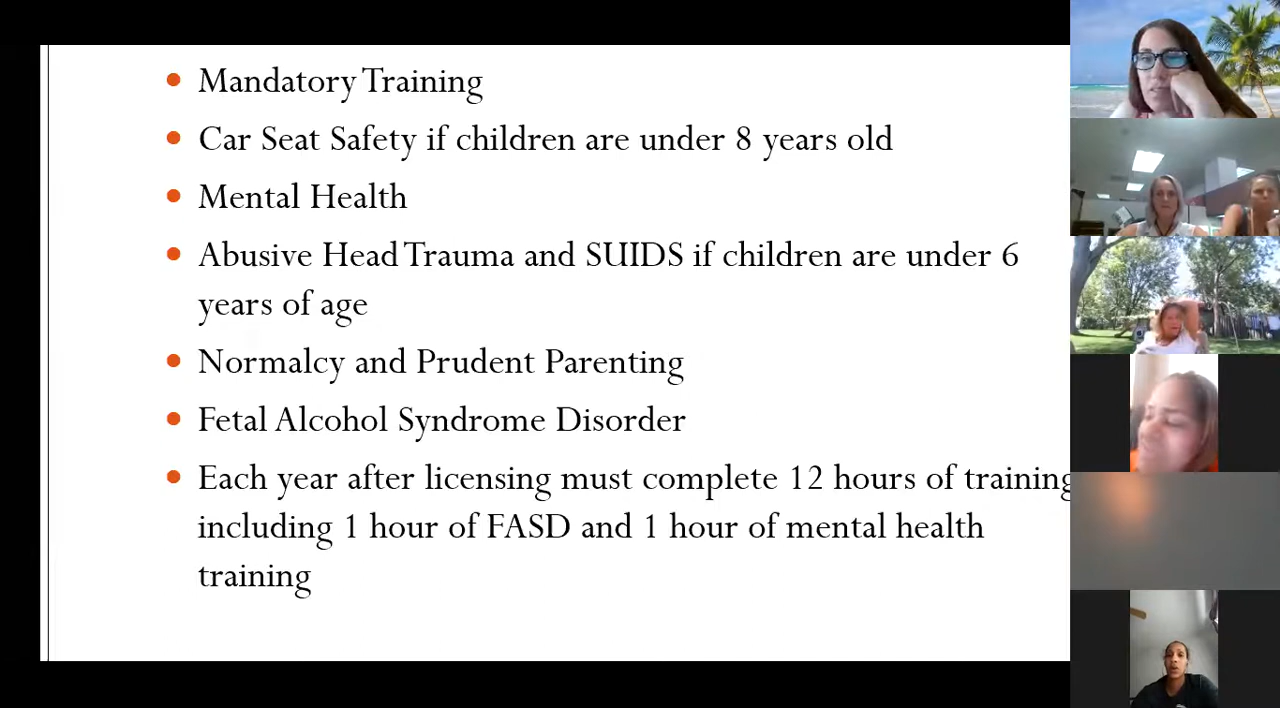 Mandatory Training
Car Seat Safety if children are under 8 years old
Mental Health
Abusive Head Trauma and SUIDS if children are under 6
years of age
Normalcy and Prudent Parenting
Fetal Alcohol Syndrome Disorder
Each year after licensing must complete 12 hours of training
including 1 hour of FASD and 1 hour of mental health
training